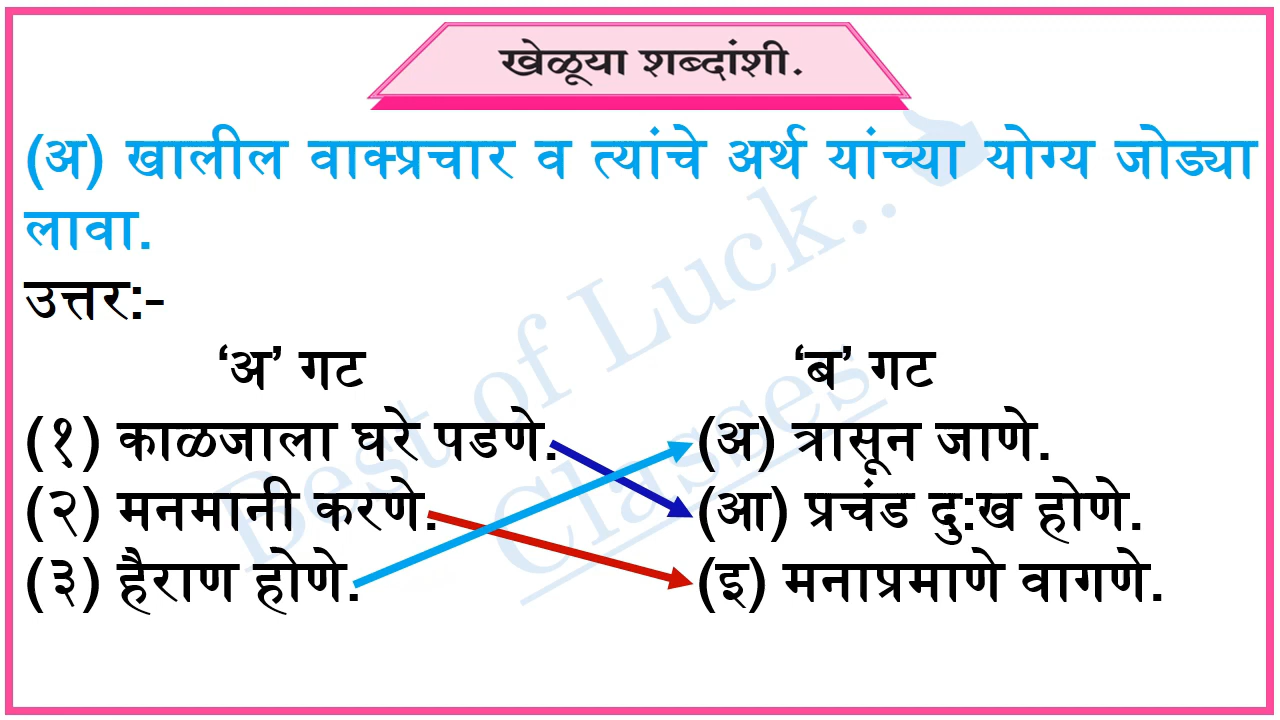 खेळूया शब्दांशी.
(अ) खालील वाक्प्रचार व त्यांचे अर्थ यांच्या योग्य जोड्या
लावा.
उत्तर:-
‘अ’ गट ‘ब’ गट
(१) काळजाला घरे पडणे. (अ) त्रासून जाणे.
(२) मनमानी करणे. (आ) प्रचंड दु:ख होणे.
(३) हैराण होणे. (इ) मनाप्रमाणे वागणे.
Best of Luck..
Classes